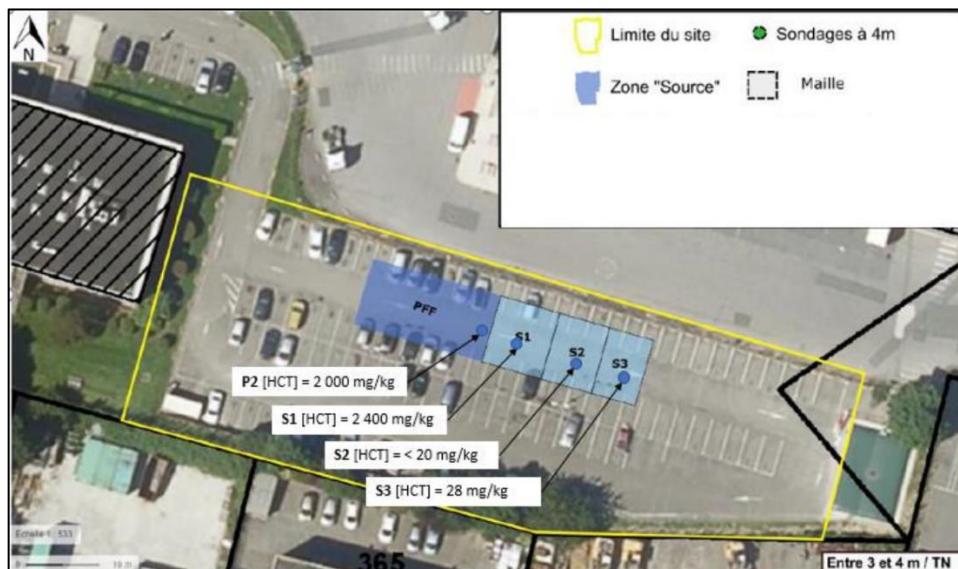 N
Limite du site
Sondages à 4m
Zone "Source"
Maille
PFF
S1
S2
S3
P2 [HCT] = 2 000 mg/kg
S1 [HCT] = 2 400 mg/kg
S2 [HCT] = < 20 mg/kg
S3 [HCT] = 28 mg/kg
365
Entre 3 et 4 m / TN